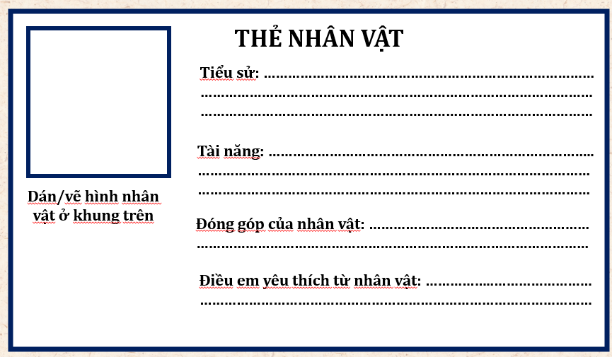 THẺ NHÂN VẬT
Tiểu sử: ................................................................................
................................................................................................
................................................................................................
Tài năng: ...............................................................................
................................................................................................
................................................................................................
Dán/vẽ hình nhân
vật ở khung trên
Đóng góp của nhân vật: ......................................................
................................................................................................
Điều em yêu thích từ nhân vật: ........................................
................................................................................................